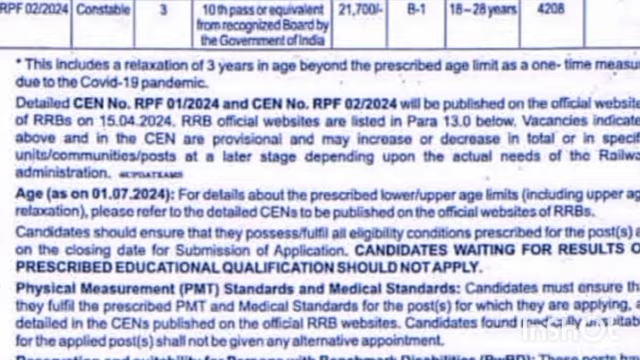 RPF 02/2024 Constable 3 10th pass or equivalent from recognized Board by the Government of India 21,700/- B-1 18-28 years 4208
* This includes a relaxation of 3 years in age beyond the prescribed age limit as a one- time measur
due to the Covid-19 pandemic.
Detailed CEN No. RPF 01/2024 and CEN No. RPF 02/2024 will be published on the official website
of RRBs on 15.04.2024. RRB official websites are listed in Para 13.0 below. Vacancies indicate
above and in the CEN are provisional and may increase or decrease in total or in speci
units/communities/posts at a later stage depending upon the actual needs of the Railwa
administration.
Age (as on 01.07.2024): For details about the prescribed lower/upper age limits (including upper ag
relaxation), please refer to the detailed CENs to be published on the official websites of RRBs.
Candidates should ensure that they possess/fulfil all eligibility conditions prescribed for the post(s) a
on the closing date for Submission of Application. CANDIDATES WAITING FOR RESULTS O
PRESCRIBED EDUCATIONAL QUALIFICATION SHOULD NOT APPLY.
Physical Measurement (PMT) Standards and Medical Standards: Candidates must ensure tha
they fulfil the prescribed PMT and Medical Standards for the post(s) for which they are applying,
detailed in the CENs published on the official RRB websites. Candidates found
for the applied post(s) shall not be given any alternative appointment.
InShOt